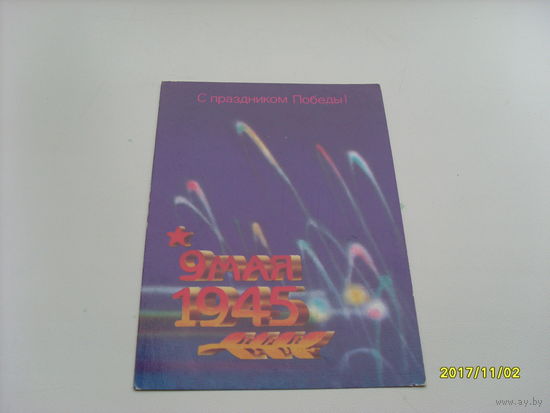 С праздником Победы!
9 МАЯ
1945
2017/11/02
www.ay.by